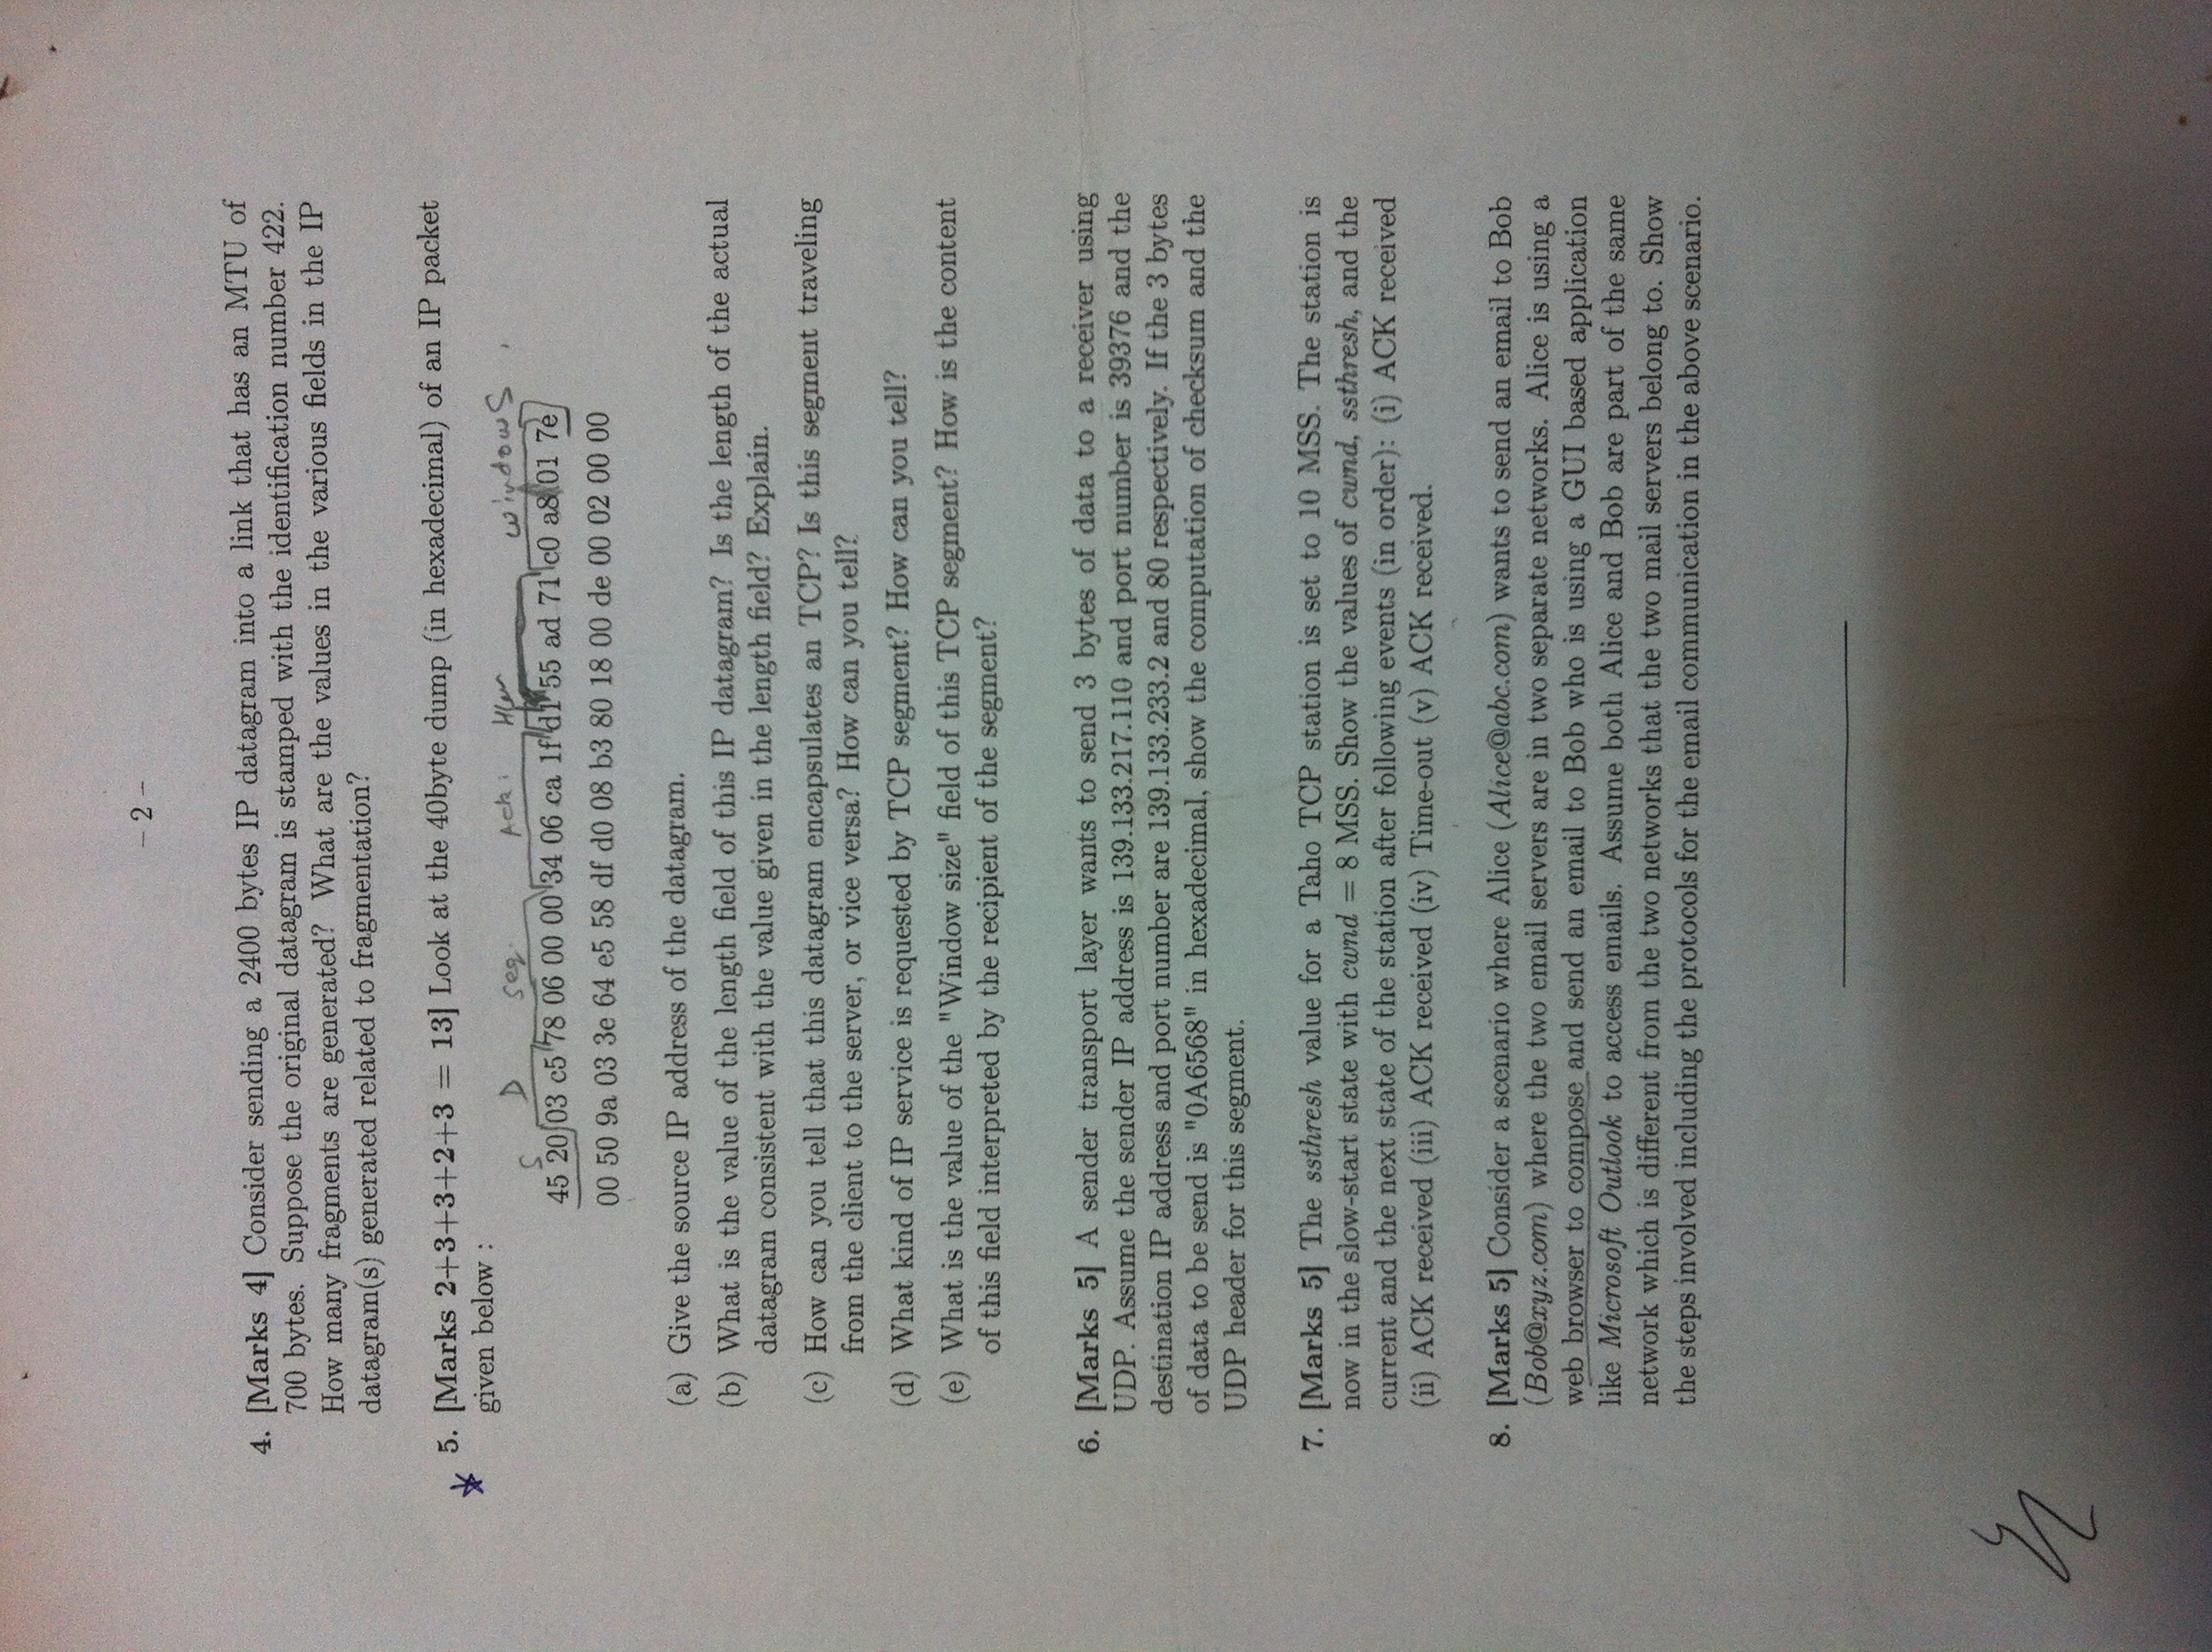 – 2 –
4. [Marks 4] Consider sending a 2400 bytes IP datagram into a link that has an MTU of
700 bytes. Suppose the original datagram is stamped with the identification number 422.
How many fragments are generated? What are the values in the various fields in the IP
datagram(s) generated related to fragmentation?
5. [Marks 2+3+3+2+3 = 13] Look at the 40byte dump (in hexadecimal) of an IP packet
given below :
S D seq Ack: windows
45 20 03 c5 78 06 00 00 34 06 ca 1f d1 55 ad 71 c0 a8 01 7e
00 50 9a 03 3e 64 e5 58 df d0 08 b3 80 18 00 de 00 02 00 00
(a) Give the source IP address of the datagram.
(b) What is the value of the length field of this IP datagram? Is the length of the actual
datagram consistent with the value given in the length field? Explain.
(c) How can you tell that this datagram encapsulates an TCP? Is this segment traveling
from the client to the server, or vice versa? How can you tell?
(d) What kind of IP service is requested by TCP segment? How can you tell?
(e) What is the value of the "Window size" field of this TCP segment? How is the content
of this field interpreted by the recipient of the segment?
6. [Marks 5] A sender transport layer wants to send 3 bytes of data to a receiver using
UDP. Assume the sender IP address is 139.133.217.110 and port number is 39376 and the
destination IP address and port number are 139.133.233.2 and 80 respectively. If the 3 bytes
of data to be send is "0A6568" in hexadecimal, show the computation of checksum and the
UDP header for this segment.
7. [Marks 5] The ssthresh value for a Taho TCP station is set to 10 MSS. The station is
now in the slow-start state with cwnd = 8 MSS. Show the values of cwnd, ssthresh, and the
current and the next state of the station after following events (in order): (i) ACK received
(ii) ACK received (iii) ACK received (iv) Time-out (v) ACK received.
8. [Marks 5] Consider a scenario where Alice (Alice@abc.com) wants to send an email to Bob
(Bob@xyz.com) where the two email servers are in two separate networks. Alice is using a
web browser to compose and send an email to Bob who is using a GUI based application
like Microsoft Outlook to access emails. Assume both Alice and Bob are part of the same
network which is different from the two networks that the two mail servers belong to. Show
the steps involved including the protocols for the email communication in the above scenario.